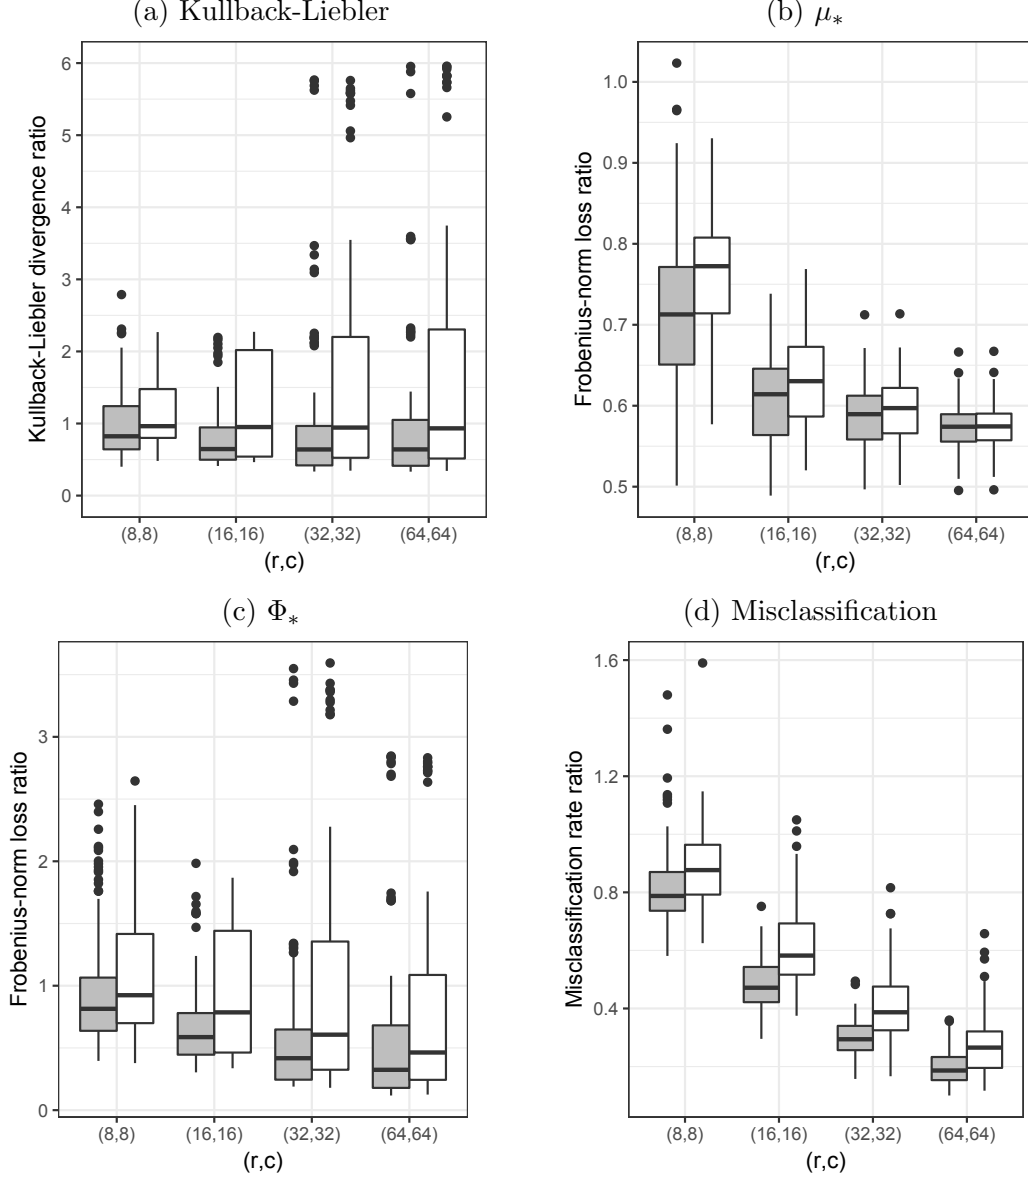 (a) Kullback-Liebler
Kullback-Liebler divergence ratio
6
5
4
3
2
1
0
(8,8) (16,16) (32,32) (64,64)
(r,c)
(b) μ*
Frobenius-norm loss ratio
1.0
0.9
0.8
0.7
0.6
0.5
(8,8) (16,16) (32,32) (64,64)
(r,c)
(c) Φ*
Frobenius-norm loss ratio
3
2
1
0
(8,8) (16,16) (32,32) (64,64)
(r,c)
(d) Misclassification
Misclassification rate ratio
1.6
1.2
0.8
0.4
(8,8) (16,16) (32,32) (64,64)
(r,c)